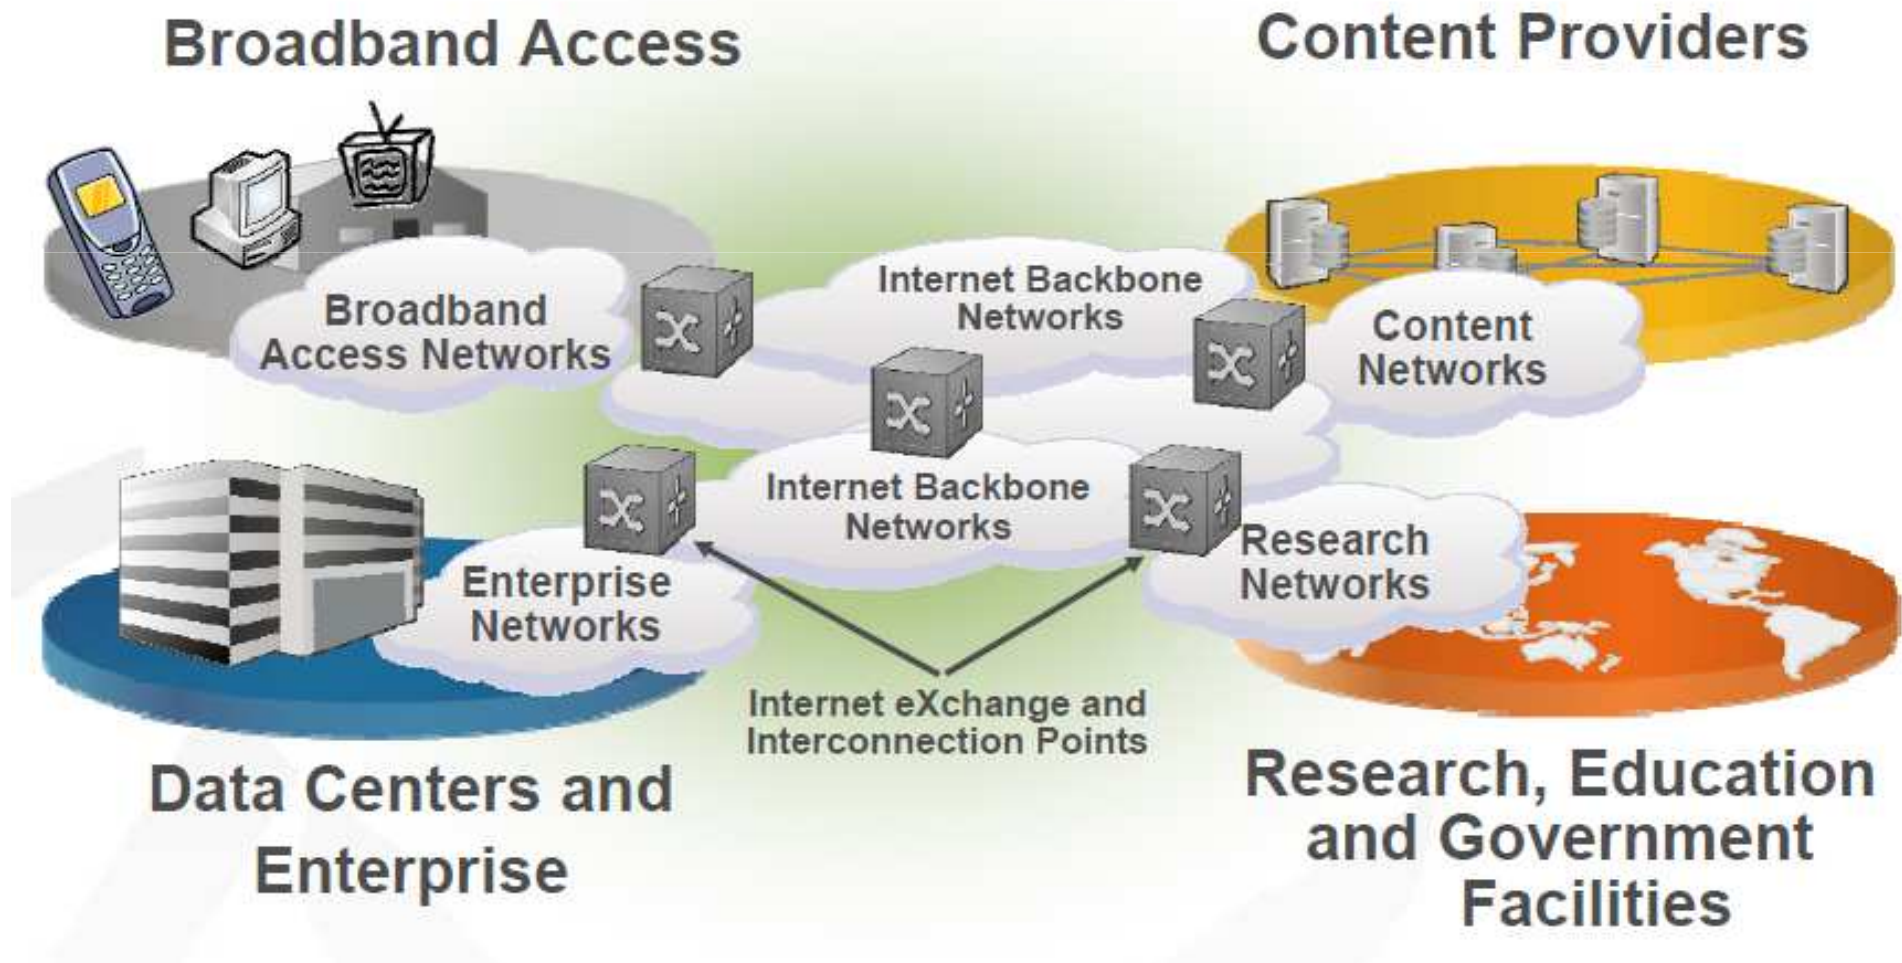 Broadband Access
Content Providers
Broadband
Access Networks
Internet Backbone
Networks
Content
Networks
Internet Backbone
Networks
Enterprise
Networks
Research
Networks
Internet eXchange and
Interconnection Points
Data Centers and
Enterprise
Research, Education
and Government
Facilities